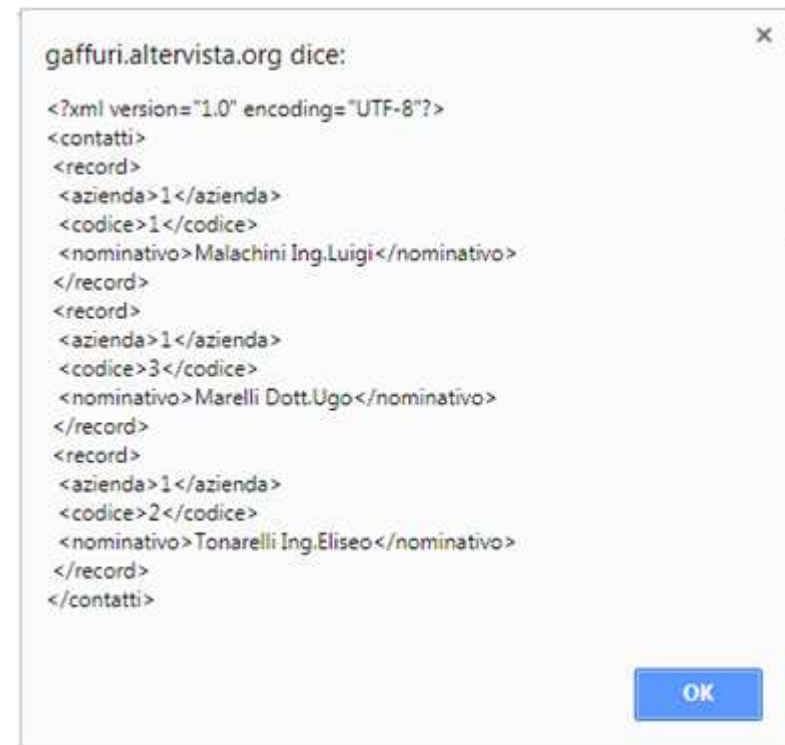 gaffuri.altervista.org dice:
<?xml version="1.0" encoding="UTF-8"?>
<contatti>
<record>
<azienda>1</azienda>
<codice>1</codice>
<nominativo>Malachini Ing.Luigi</nominativo>
</record>
<record>
<azienda>1</azienda>
<codice>3</codice>
<nominativo>Marelli Dott.Ugo</nominativo>
</record>
<record>
<azienda>1</azienda>
<codice>2</codice>
<nominativo>Tonarelli Ing.Eliseo</nominativo>
</record>
</contatti>
OK